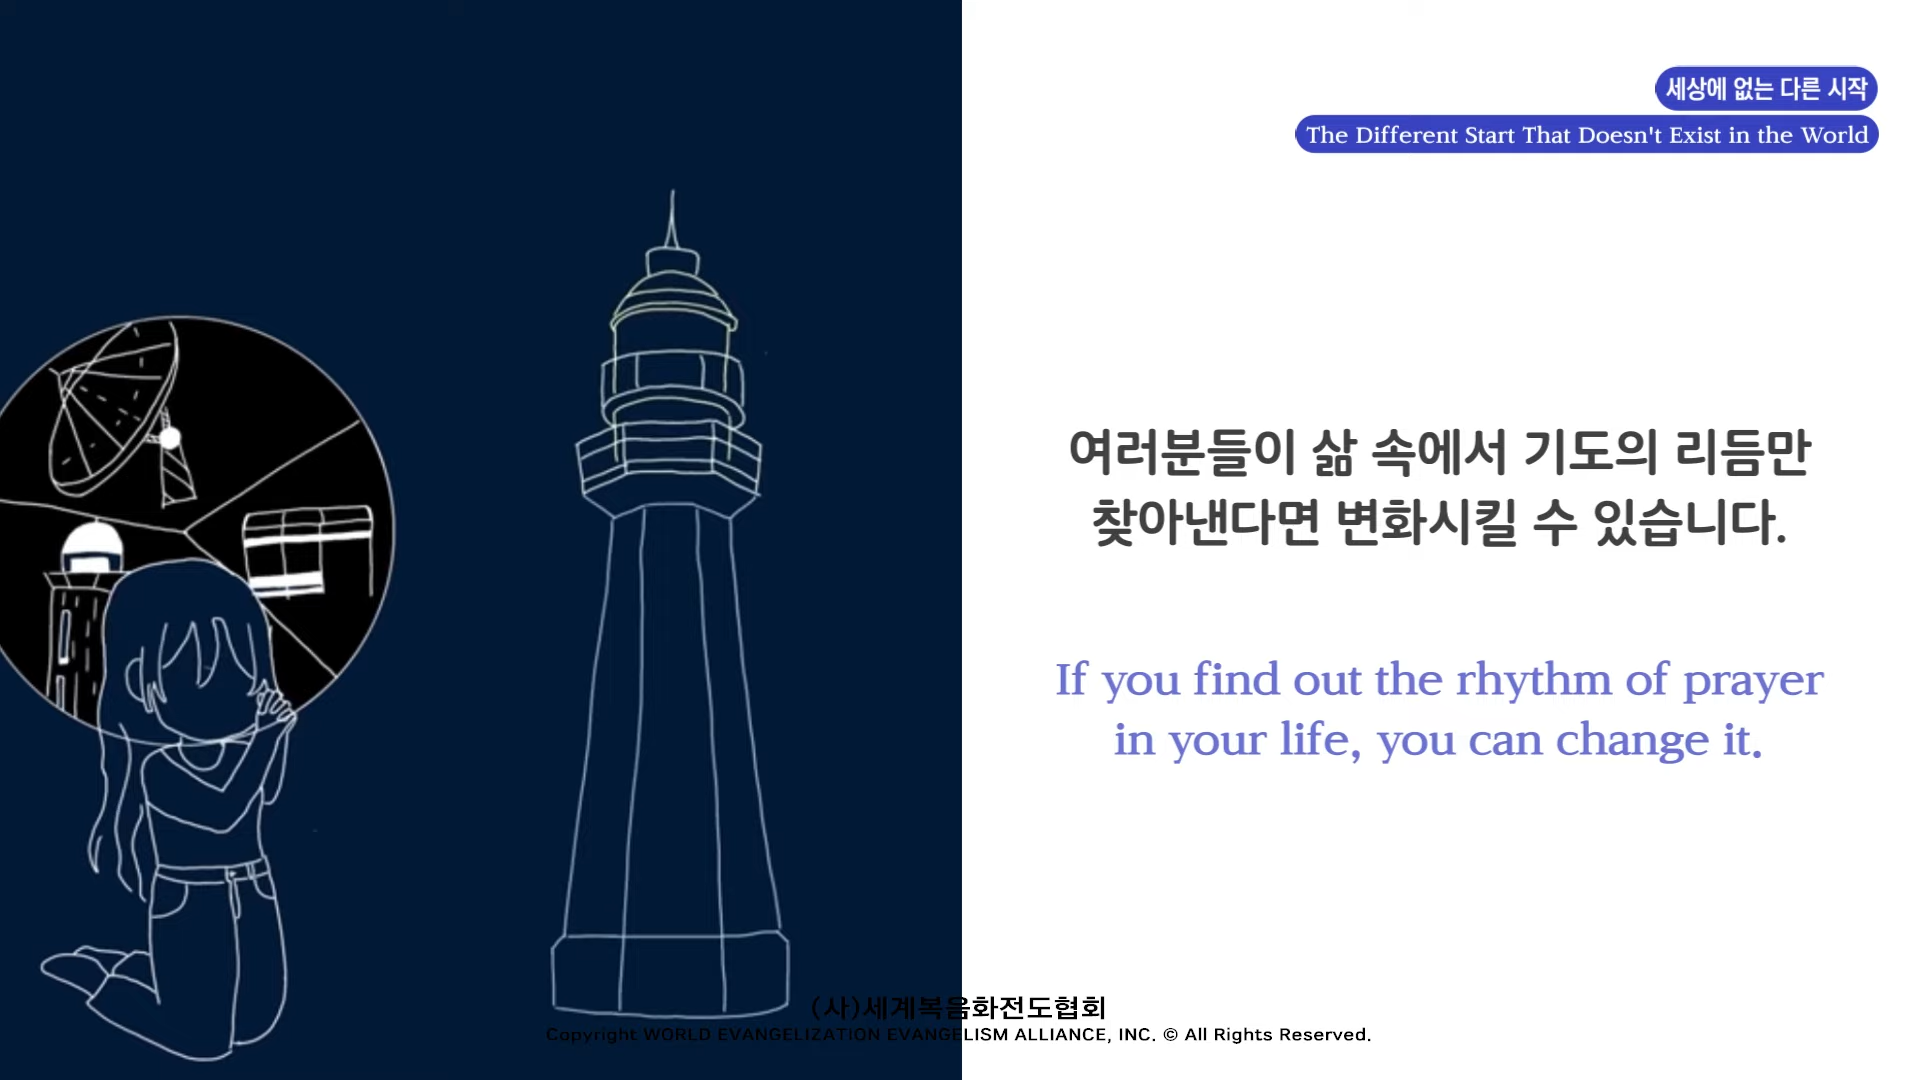 세상에 없는 다른 시작
The Different Start That Doesn't Exist in the World
여러분들이 삶 속에서 기도의 리듬만
찾아낸다면 변화시킬 수 있습니다.
If you find out the rhythm of prayer
in your life, you can change it.
(사)세계복음화전도협회
Copyright WORLD EVANGELIZATION EVANGELISM ALLIANCE, INC. © All Rights Reserved.